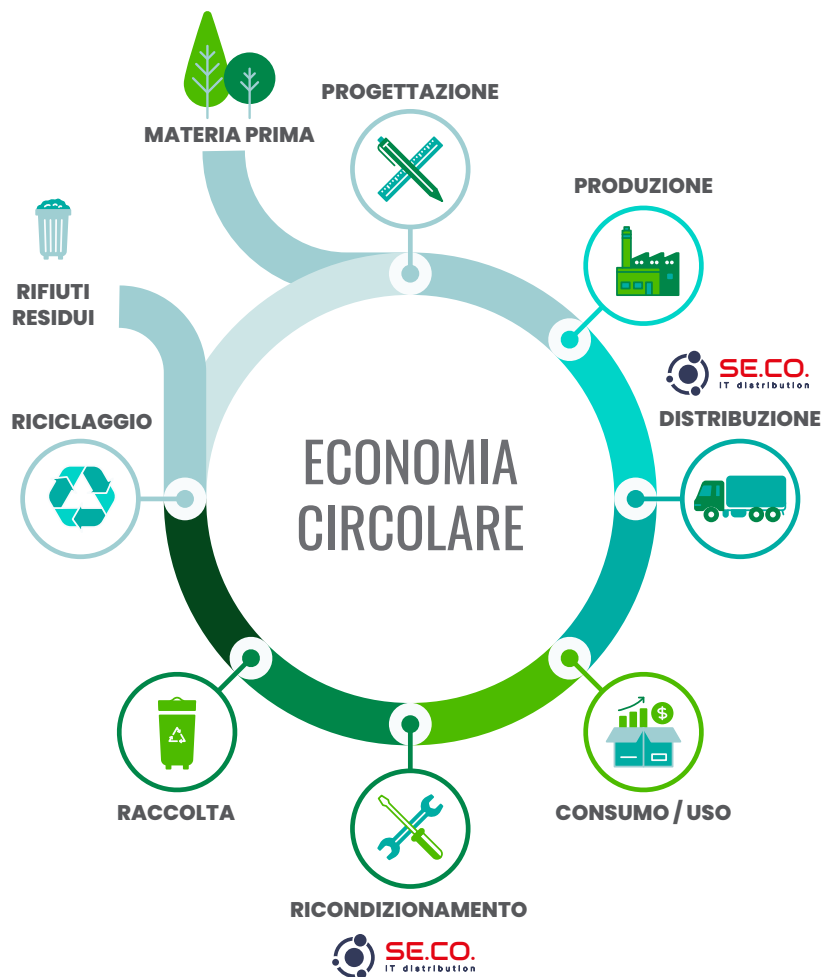 PROGETTAZIONE
MATERIA PRIMA
PRODUZIONE
RIFIUTI
RESIDUI
SE.CO.
IT distribution
DISTRIBUZIONE
RICICLAGGIO
ECONOMIA
CIRCOLARE
$
RACCOLTA
CONSUMO / USO
RICONDIZIONAMENTO
SE.CO.
IT distribution